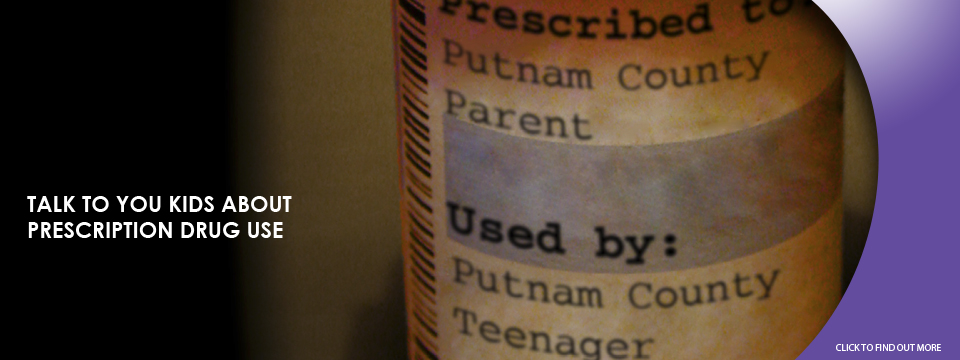 Prescribed to:
Putnam County
Parent
Used by:
Putnam County
Teenager
TALK TO YOU KIDS ABOUT
PRESCRIPTION DRUG USE
CLICK TO FIND OUT MORE